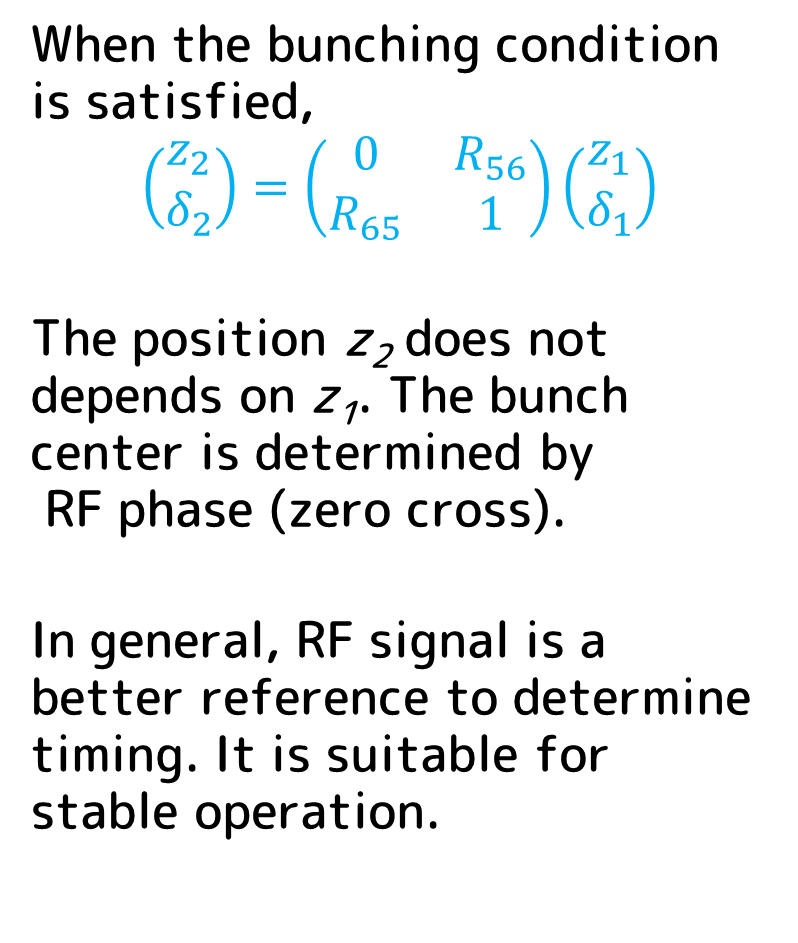 When the bunching condition
is satisfied,
(z₂ δ₂) = (0 R₅₆ R₆₅ 1) (z₁ δ₁)
The position z₂ does not
depends on z₁. The bunch
center is determined by
RF phase (zero cross).
In general, RF signal is a
better reference to determine
timing. It is suitable for
stable operation.